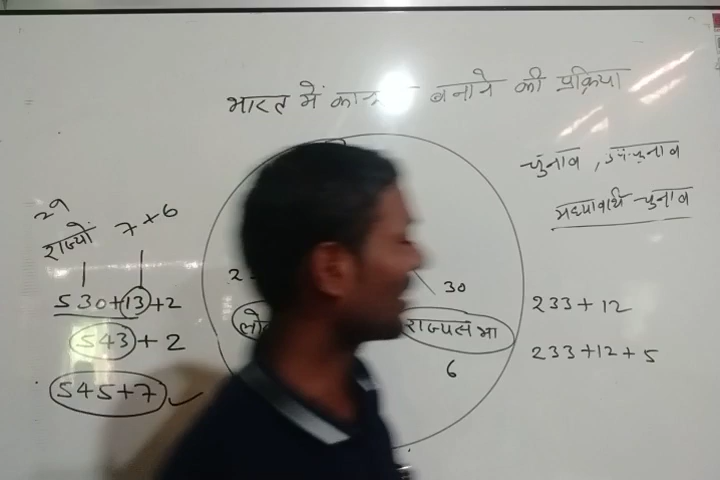 भारत में बनाने की प्रक्रिया
चुनाव , उप-चुनाव
मध्यावधि चुनाव
29
राज्यों 7 + 6
530+13+2
543+2
545+7
2
30
लो
राज्यसभा
6
233+12
233+12+5